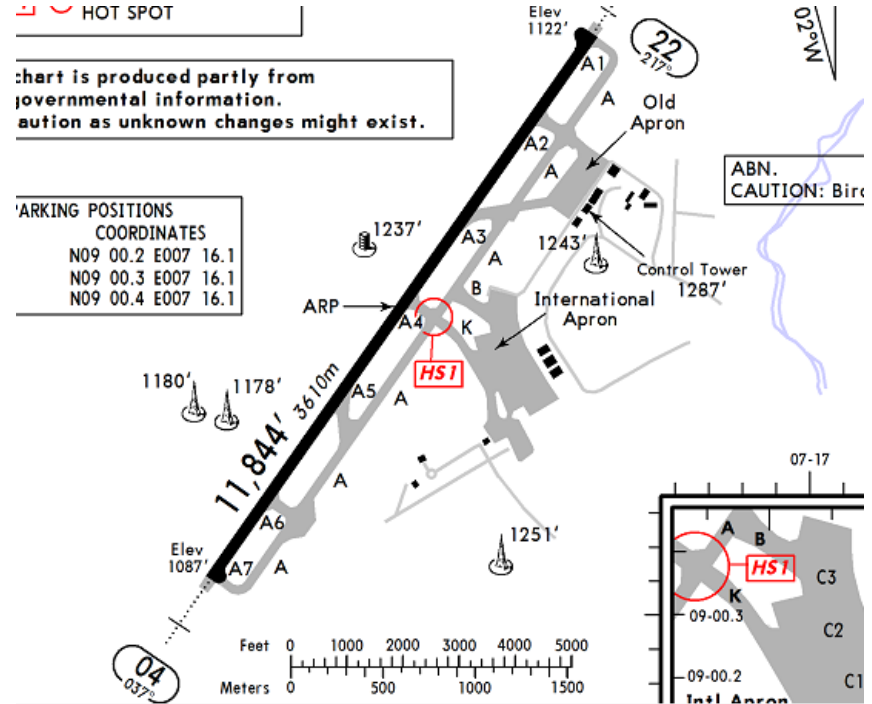 HOT SPOT
Elev
1122'
22
217°
02°W
chart is produced partly from
governmental information.
aution as unknown changes might exist.
A1
A
Old
Apron
A2
A
ABN.
CAUTION: Bird
PARKING POSITIONS
COORDINATES
N09 00.2 E007 16.1
N09 00.3 E007 16.1
N09 00.4 E007 16.1
1237'
A3
1243'
A
Control Tower
1287'
B
International
Apron
ARP
A4
K
HS1
1180'
1178'
A5
A
11,844' 3610m
A
07-17
A6
1251'
Elev
1087'
A7
A
A
B
HS1
C3
K
09-00.3
C2
09-00.2
C1
Intl Apron
04
037°
Feet 0 1000 2000 3000 4000 5000
Meters 0 500 1000 1500